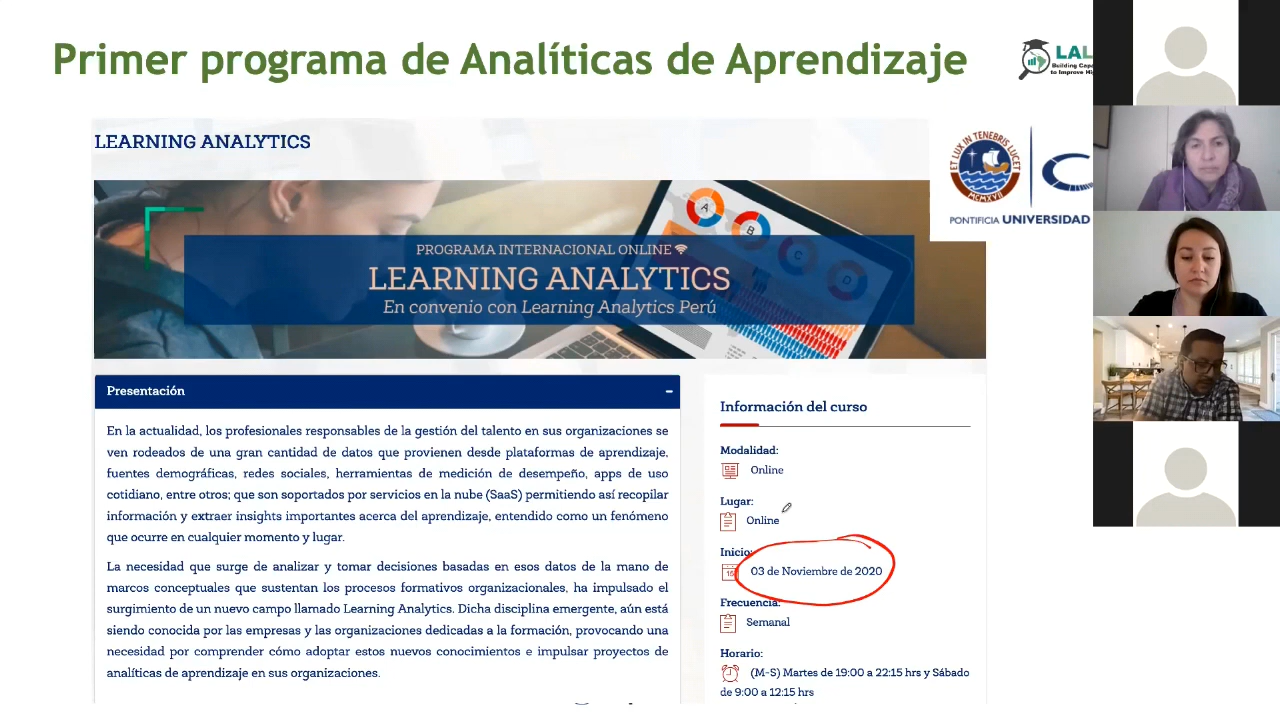 Primer programa de Analíticas de Aprendizaje
LEARNING ANALYTICS
ET LUX IN TENEBRIS LUCET
MCMXVII
PONTIFICIA UNIVERSIDAD
A
B
C
D
PROGRAMA INTERNACIONAL ONLINE
LEARNING ANALYTICS
En convenio con Learning Analytics Perú
Presentación
En la actualidad, los profesionales responsables de la gestión del talento en sus organizaciones se
ven rodeados de una gran cantidad de datos que provienen desde plataformas de aprendizaje,
fuentes demográficas, redes sociales, herramientas de medición de desempeño, apps de uso
cotidiano, entre otros; que son soportados por servicios en la nube (SaaS) permitiendo así recopilar
información y extraer insights importantes acerca del aprendizaje, entendido como un fenómeno
que ocurre en cualquier momento y lugar.
La necesidad que surge de analizar y tomar decisiones basadas en esos datos de la mano de
marcos conceptuales que sustentan los procesos formativos organizacionales, ha impulsado el
surgimiento de un nuevo campo llamado Learning Analytics. Dicha disciplina emergente, aún está
siendo conocida por las empresas y las organizaciones dedicadas a la formación, provocando una
necesidad por comprender cómo adoptar estos nuevos conocimientos e impulsar proyectos de
analíticas de aprendizaje en sus organizaciones.
Información del curso
Modalidad:
Online
Lugar:
Online
Inicio:
03 de Noviembre de 2020
Frecuencia:
Semanal
Horario:
(M-S) Martes de 19:00 a 22:15 hrs y Sábado
de 9:00 a 12:15 hrs